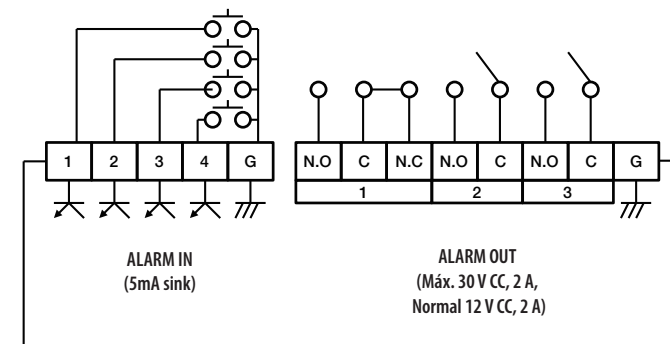 1 2 3 4 G
N.O C N.C N.O C N.O C G
1 2 3
ALARM IN
(5mA sink)
ALARM OUT
(Máx. 30 V CC, 2 A,
Normal 12 V CC, 2 A)